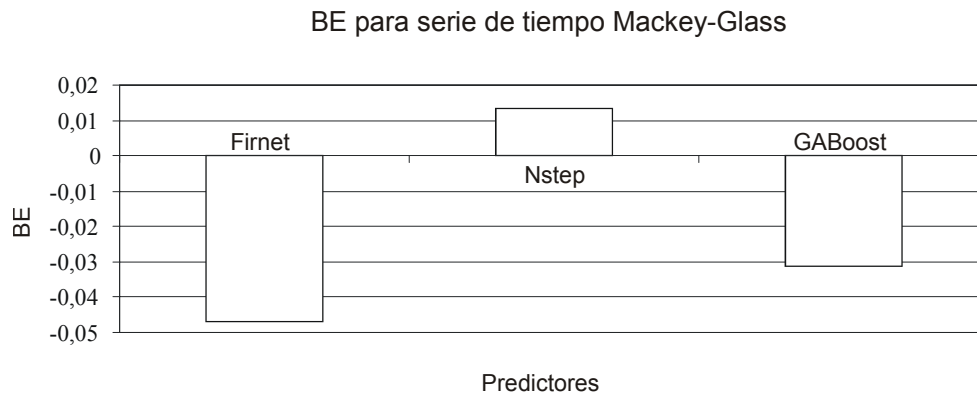 BE para serie de tiempo Mackey-Glass
0,02
0,01
0
-0,01
-0,02
-0,03
-0,04
-0,05
BE
Firnet
Nstep
GABoost
Predictores